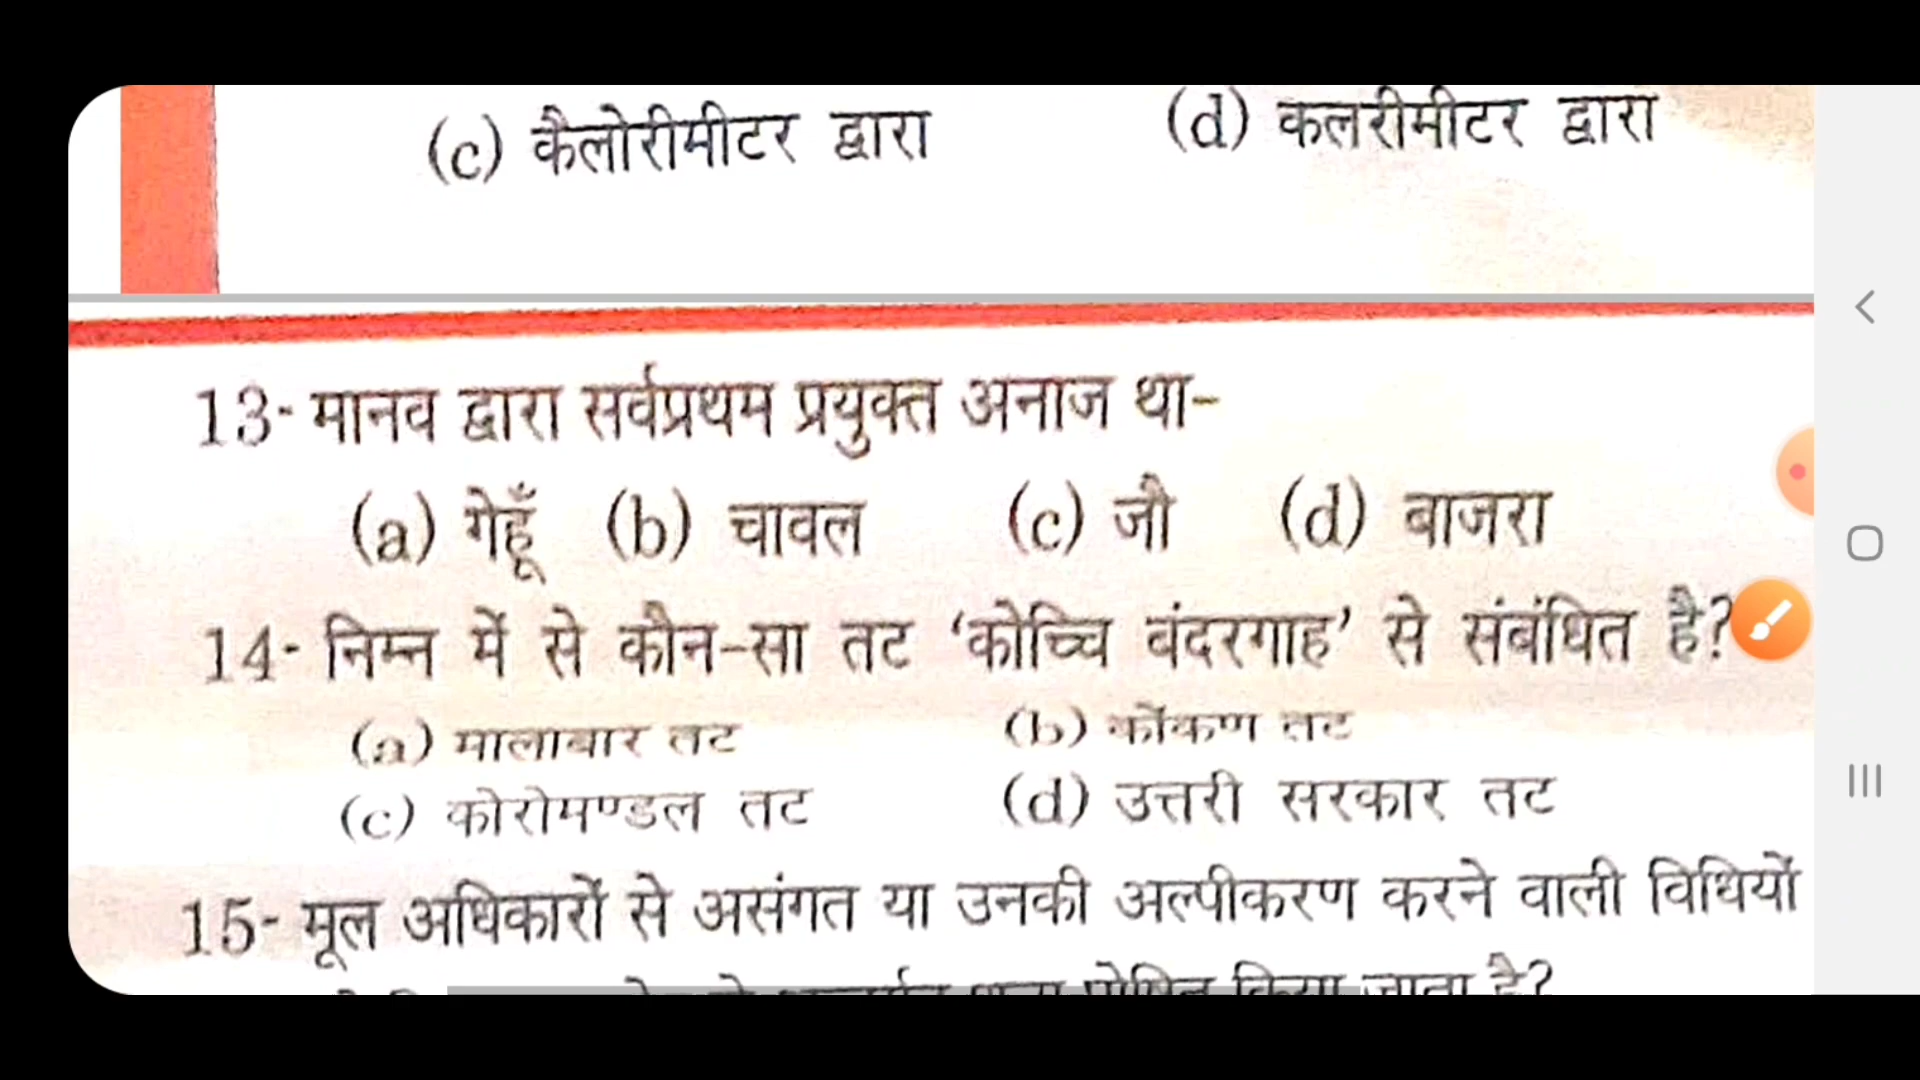 (c) कैलोरीमीटर द्वारा (d) कलरीमीटर द्वारा
13- मानव द्वारा सर्वप्रथम प्रयुक्त अनाज था-
(a) गेहूँ (b) चावल (c) जौ (d) बाजरा
14- निम्न में से कौन-सा तट ‘कोच्चि बंदरगाह’ से संबंधित है?
(a) मालाबार तट (b) कोंकण तट
(c) कोरोमण्डल तट (d) उत्तरी सरकार तट
15- मूल अधिकारों से असंगत या उनकी अल्पीकरण करने वाली विधियों
घोषित किया जाता है?